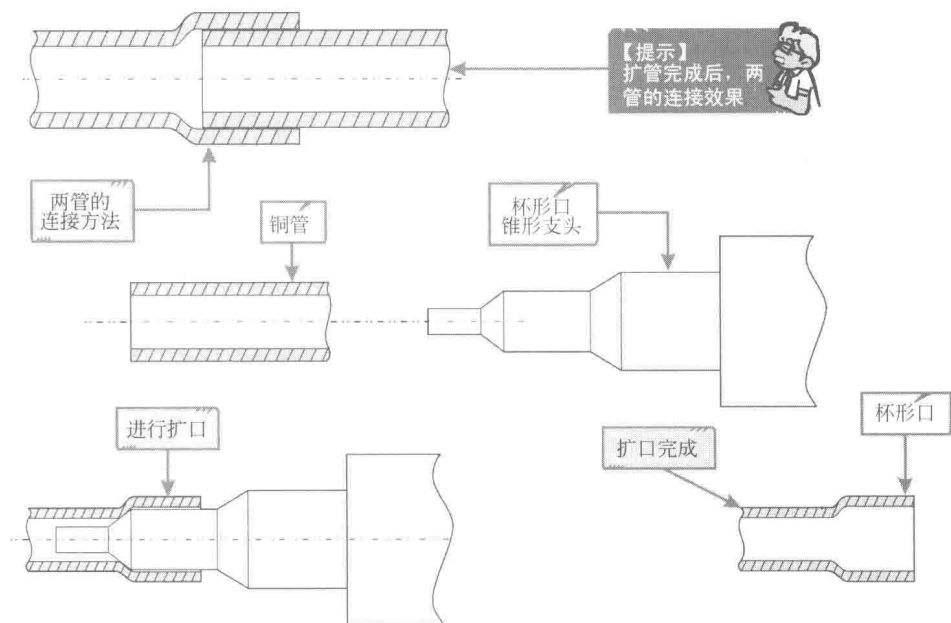 【提示】
扩管完成后，两
管的连接效果
两管的
连接方法
铜管
杯形口
锥形支头
进行扩口
扩口完成
杯形口